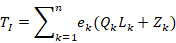 T_I = \sum_{k=1}^{n} e_k(Q_k L_k + Z_k)